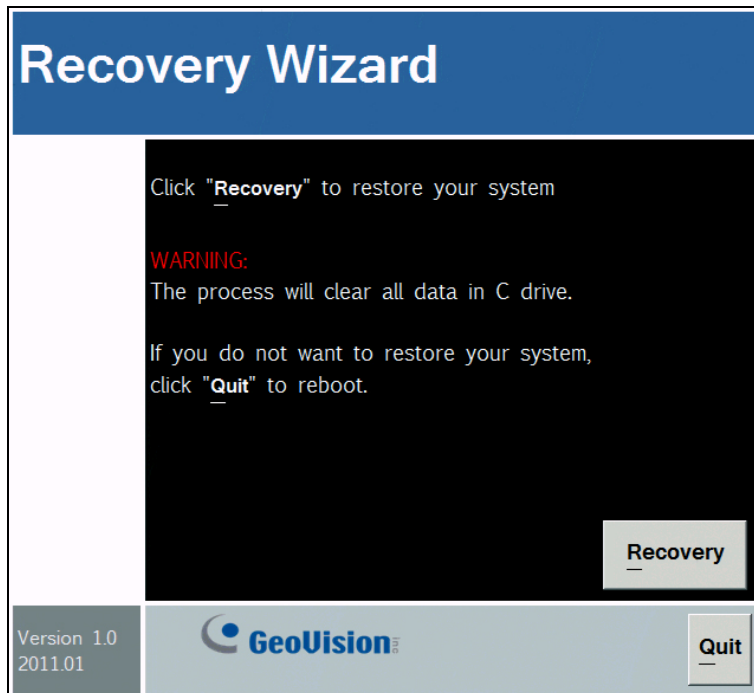 Recovery Wizard
Click "Recovery" to restore your system
WARNING:
The process will clear all data in C drive.
If you do not want to restore your system,
click "Quit" to reboot.
Recovery
Version 1.0
2011.01
GeoVision inc
Quit